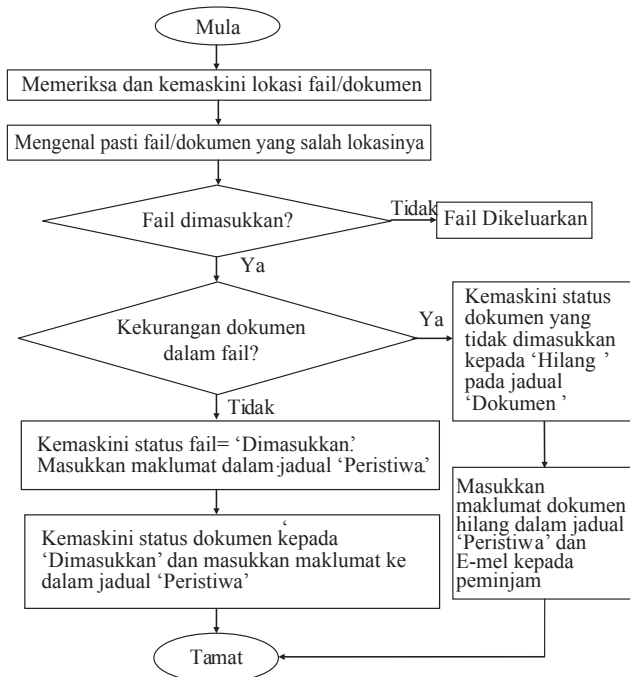 Mula
Memeriksa dan kemaskini lokasi fail/dokumen
Mengenal pasti fail/dokumen yang salah lokasinya
Fail dimasukkan?
Tidak
Fail Dikeluarkan
Ya
Kekurangan dokumen
dalam fail?
Ya
Kemaskini status
dokumen yang
tidak dimasukkan
kepada ‘Hilang ’
pada jadual
‘Dokumen ’
Tidak
Kemaskini status fail= ‘Dimasukkan.’
Masukkan maklumat dalam jadual ‘Peristiwa’
Masukkan
maklumat dokumen
hilang dalam jadual
‘Peristiwa’ dan
E-mel kepada
peminjam
Kemaskini status dokumen kepada ‘
‘Dimasukkan’ dan masukkan maklumat ke
dalam jadual ‘Peristiwa’
Tamat